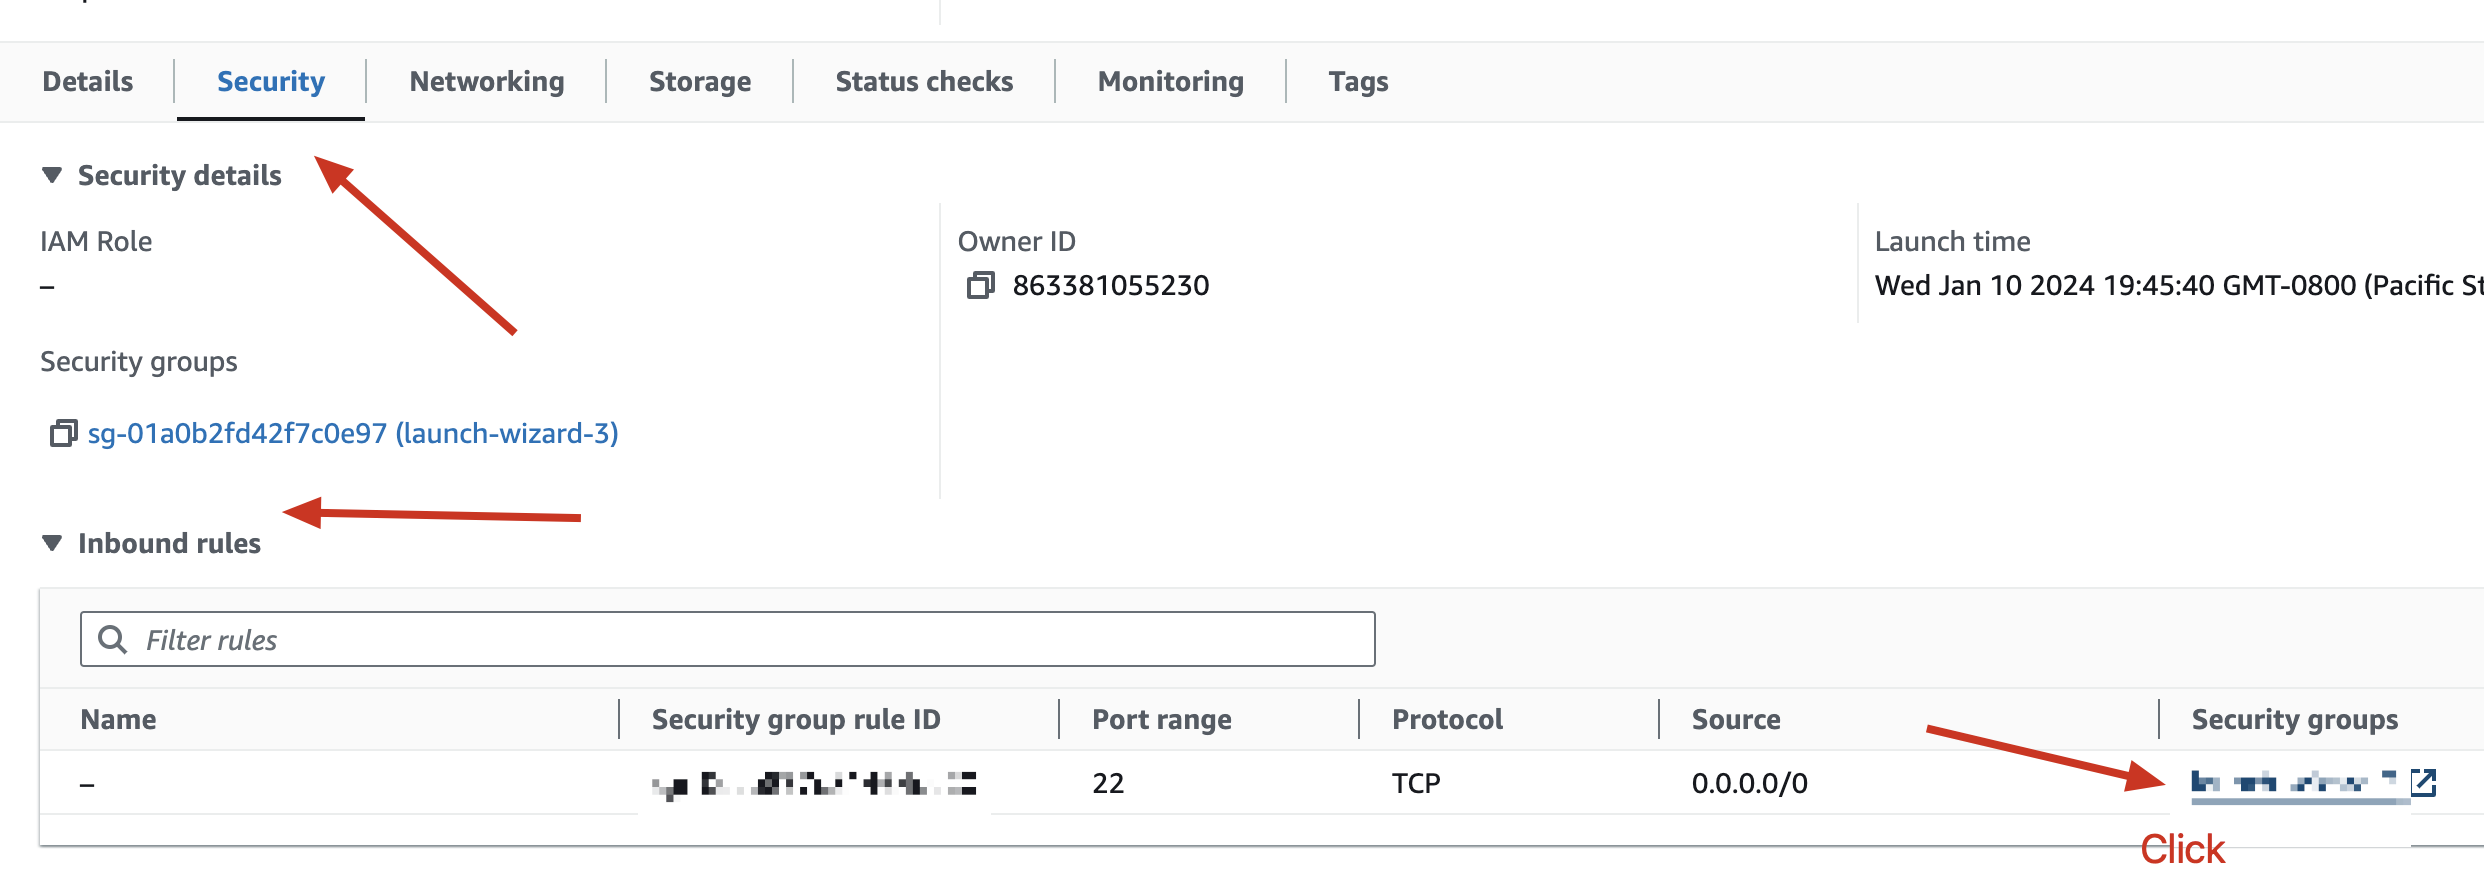 Details Security Networking Storage Status checks Monitoring Tags
Security details
IAM Role Owner ID Launch time
– 863381055230 Wed Jan 10 2024 19:45:40 GMT-0800 (Pacific St
Security groups
sg-01a0b2fd42f7c0e97 (launch-wizard-3)
Inbound rules
Filter rules
Name Security group rule ID Port range Protocol Source Security groups
– 22 TCP 0.0.0.0/0
Click